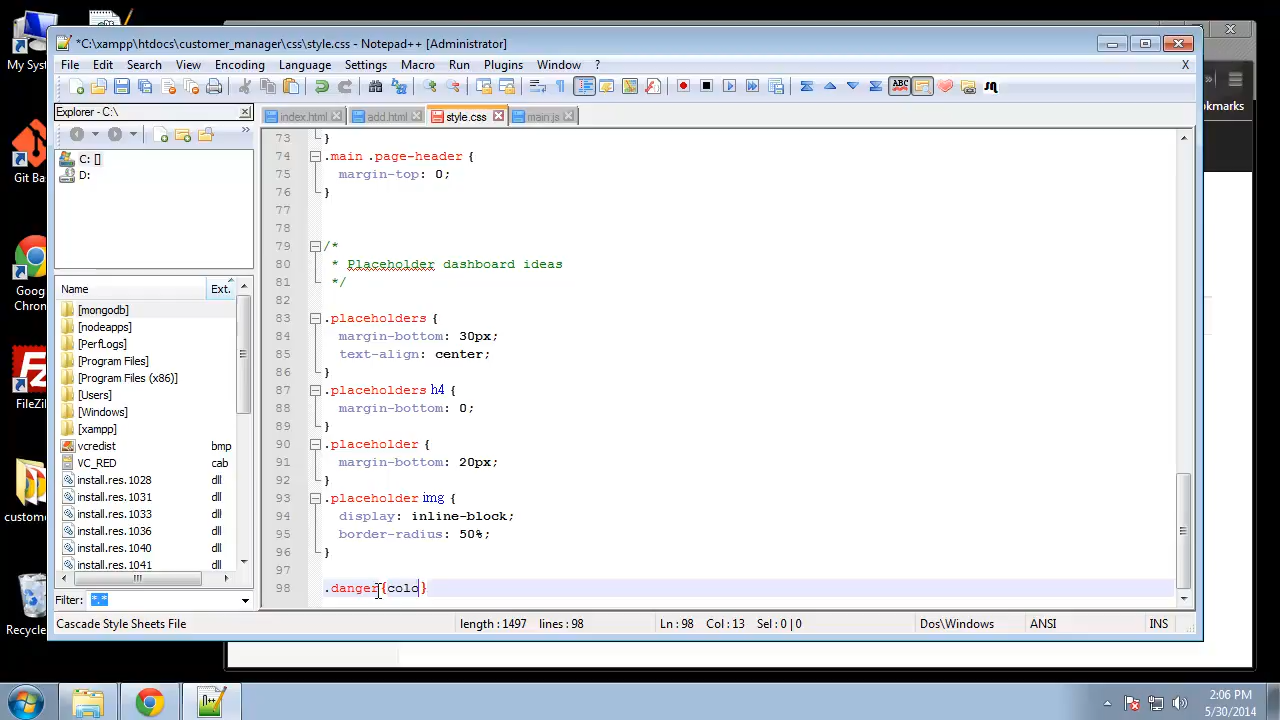 My Sys
*C:\xampp\htdocs\customer_manager\css\style.css - Notepad++ [Administrator]
File Edit Search View Encoding Language Settings Macro Run Plugins Window ? X
Explorer - C:\
index.html add.html style.css main.js
okmarks
C: []
D:
Git Ba
Goog
Chron
FileZil
custome
Recycle
Name Ext.
[mongodb]
[nodeapps]
[PerfLogs]
[Program Files]
[Program Files (x86)]
[Users]
[Windows]
[xampp]
vcredist bmp
VC_RED cab
install.res.1028 dll
install.res.1031 dll
install.res.1033 dll
install.res.1036 dll
install.res.1040 dll
install.res.1041 dll
Filter: *.*
73 }
74 .main .page-header {
75 margin-top: 0;
76 }
77
78
79 /*
80 * Placeholder dashboard ideas
81 */
82
83 .placeholders {
84 margin-bottom: 30px;
85 text-align: center;
86 }
87 .placeholders h4 {
88 margin-bottom: 0;
89 }
90 .placeholder {
91 margin-bottom: 20px;
92 }
93 .placeholder img {
94 display: inline-block;
95 border-radius: 50%;
96 }
97
98 .danger{colo}
Cascade Style Sheets File length : 1497 lines : 98 Ln : 98 Col : 13 Sel : 0 | 0 Dos\Windows ANSI INS
2:06 PM
5/30/2014